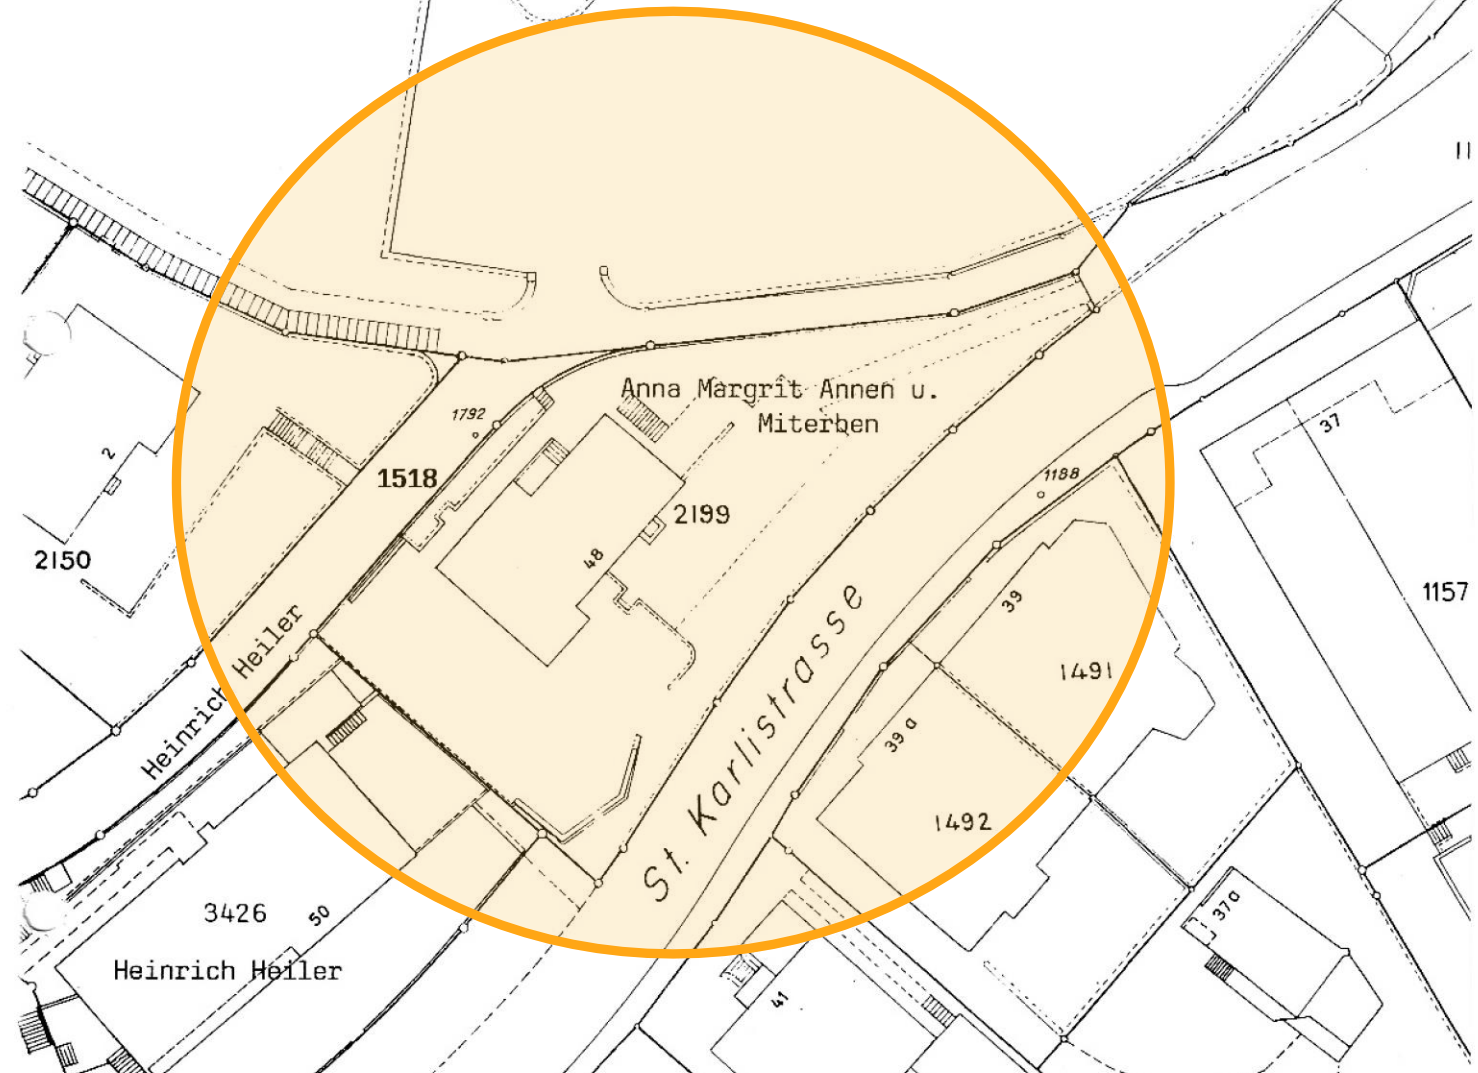 11
Anna Margrit Annen u.
Miterben
1792
37
2
1518
1188
2199
2150
48
1157
39
Heinrich Heiler
St. Karlistrasse
1491
39a
1492
3426
50
37a
Heinrich Heiler
41